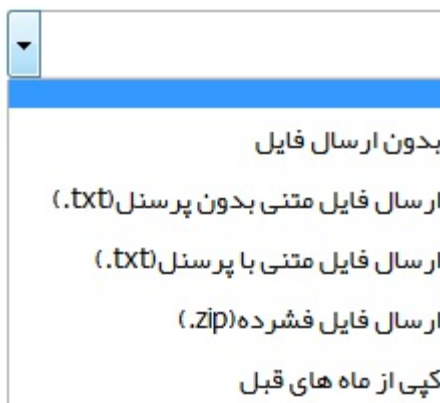 بدون ارسال فایل
ارسال فایل متنی بدون پرسنل(txt.)
ارسال فایل متنی با پرسنل(txt.)
ارسال فایل فشرده(zip.)
کپی از ماه های قبل